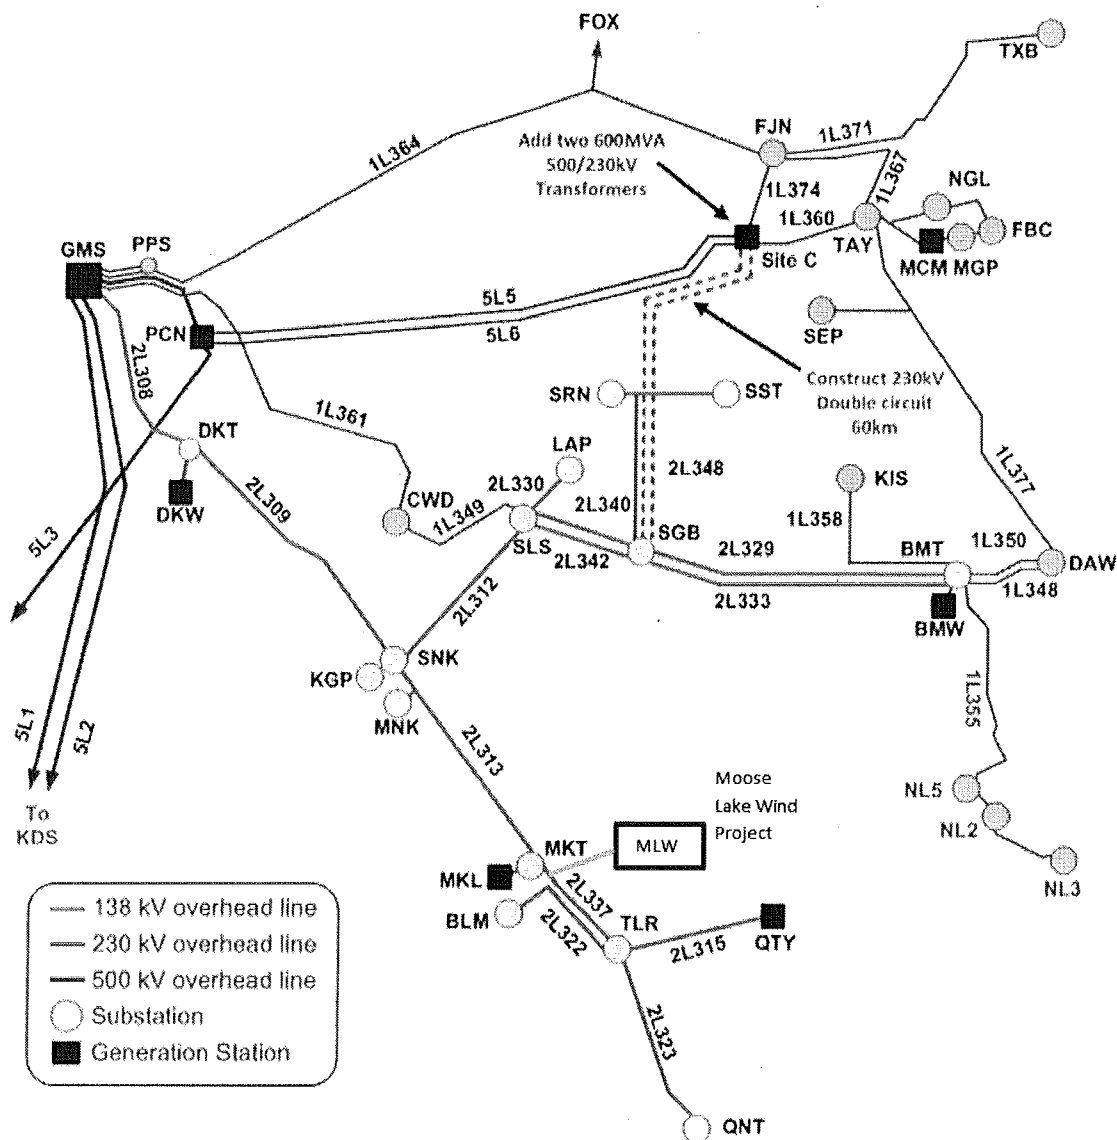 FOX
TXB
FJN
1L371
1L364
Add two 600MVA
500/230kV
Transformers
1L374
1L367
NGL
1L360
TAY
FBC
GMS
PPS
Site C
MCM MGP
5L5
5L6
PCN
SEP
2L308
Construct 230kV
Double circuit
60km
SRN
SST
1L361
DKT
LAP
2L348
KIS
1L377
DKW
2L309
CWD
2L330
2L340
1L358
1L349
SLS
SGB
2L329
BMT
1L350
DAW
5L3
2L342
2L333
1L348
2L312
BMW
SNK
KGP
MNK
1L355
5L1
5L2
2L313
Moose
Lake Wind
Project
NL5
To
KDS
NL2
MKT
MLW
MKL
NL3
2L337
BLM
2L322
TLR
2L315
QTY
138 kV overhead line
230 kV overhead line
500 kV overhead line
Substation
Generation Station
2L323
QNT